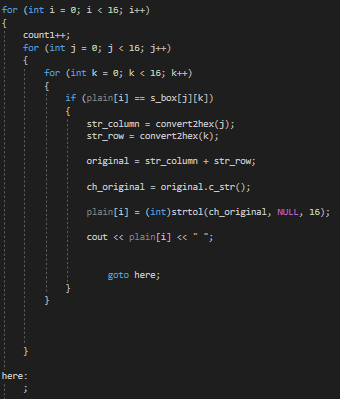 for (int i = 0; i < 16; i++)
{
count1++;
for (int j = 0; j < 16; j++)
{
for (int k = 0; k < 16; k++)
{
if (plain[i] == s_box[j][k])
{
str_column = convert2hex(j);
str_row = convert2hex(k);
original = str_column + str_row;
ch_original = original.c_str();
plain[i] = (int)strtol(ch_original, NULL, 16);
cout << plain[i] << " ";
goto here;
}
}
}
here:
;